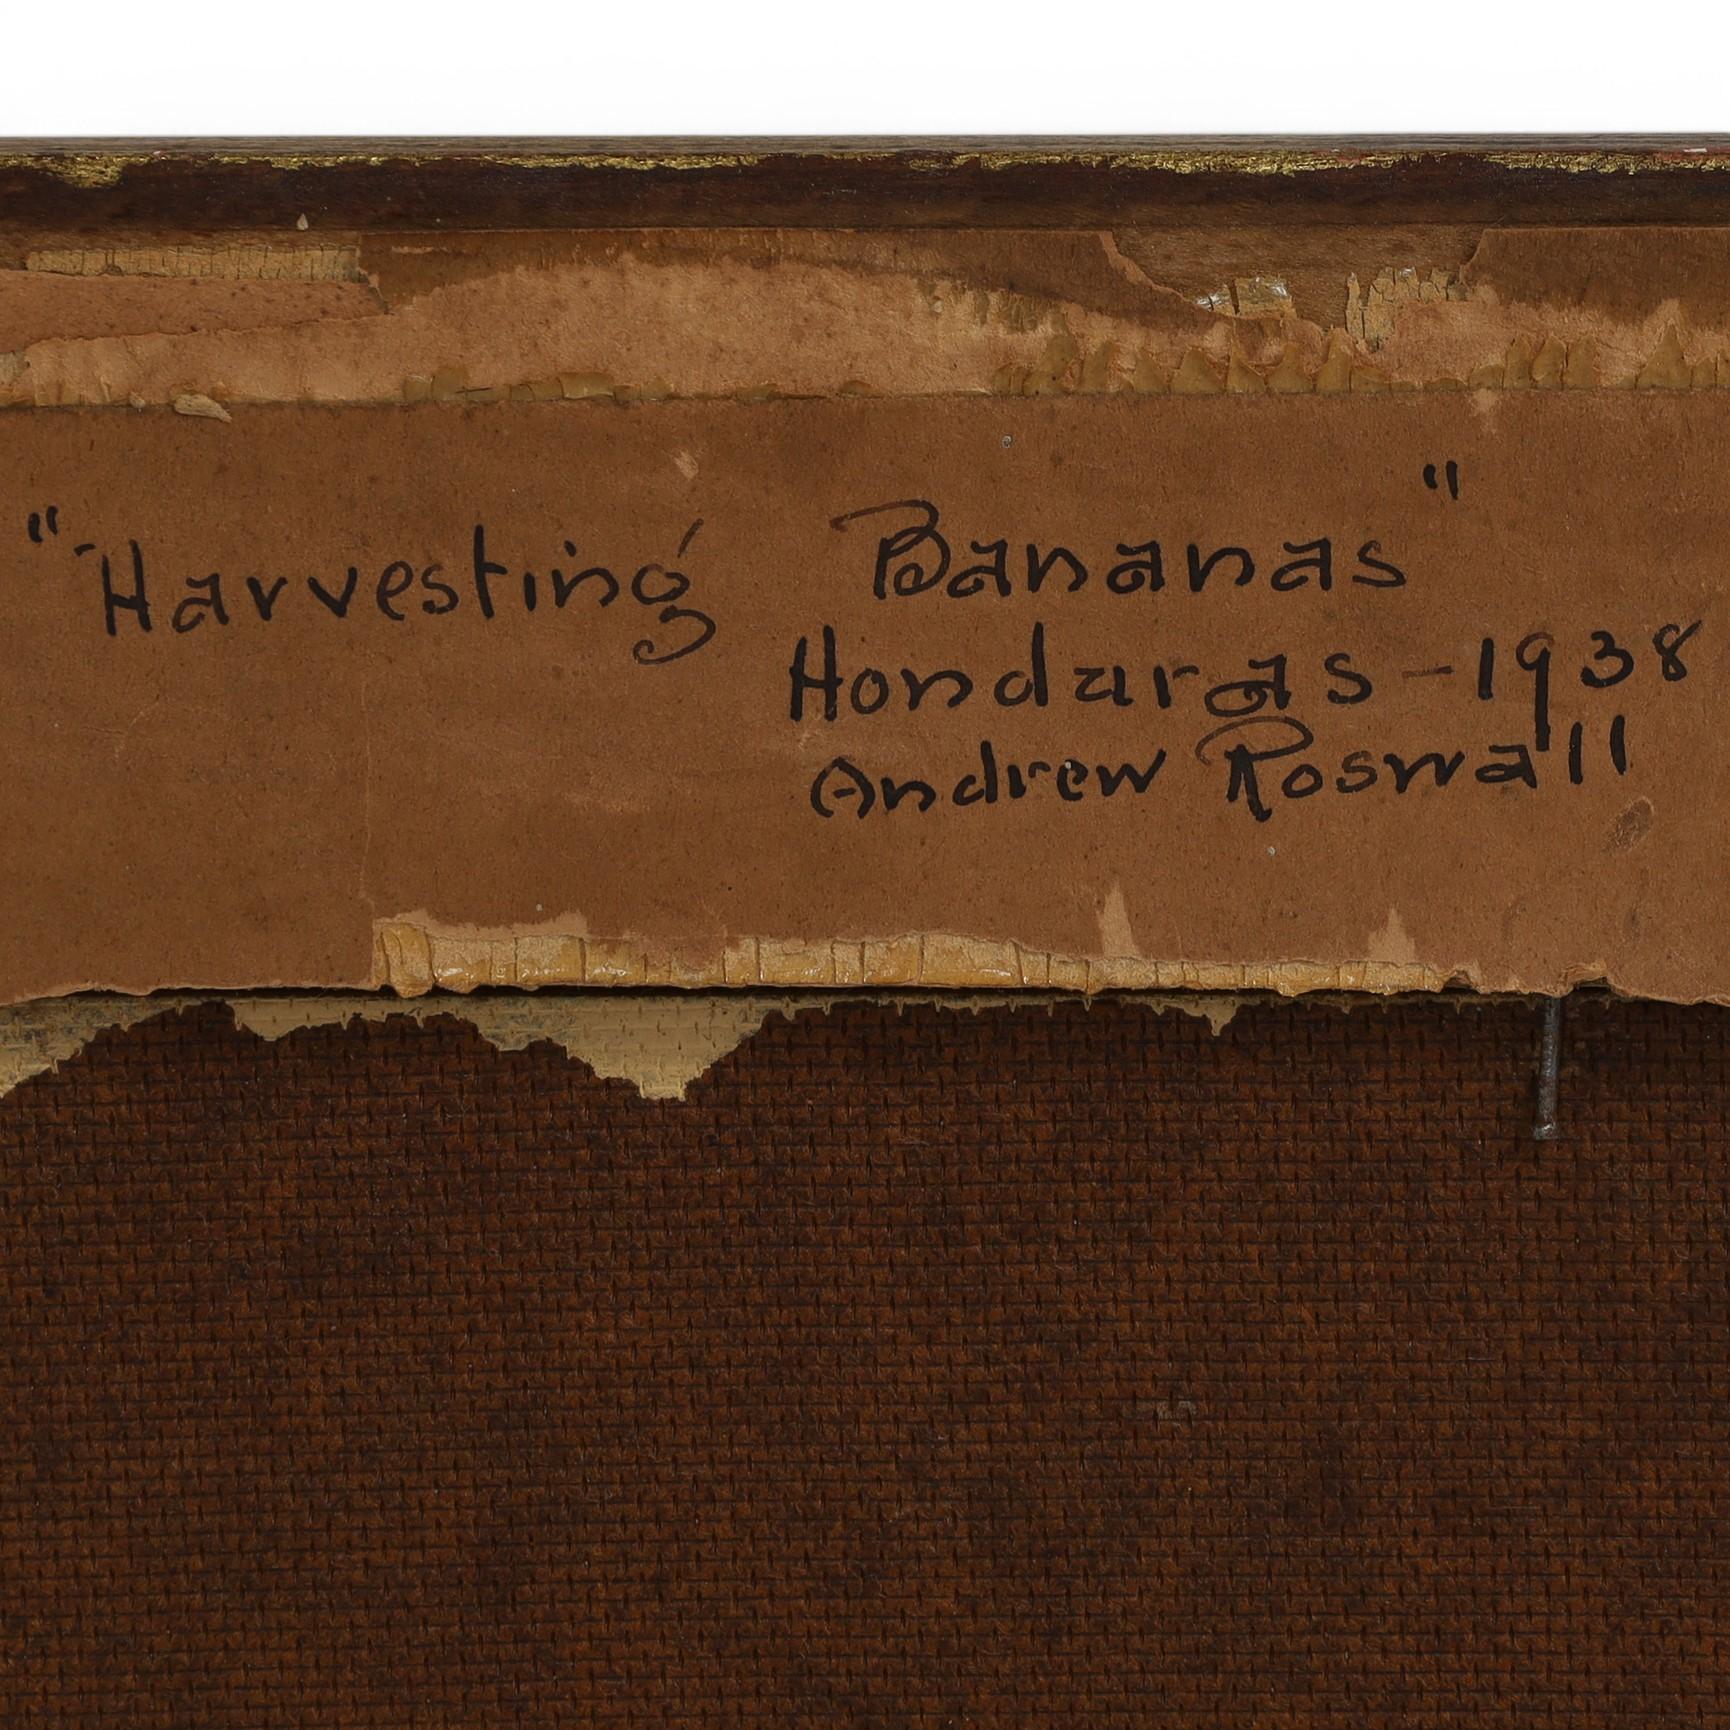 "Harvesting Bananas"
Honduras - 1938
Andrew Roswall